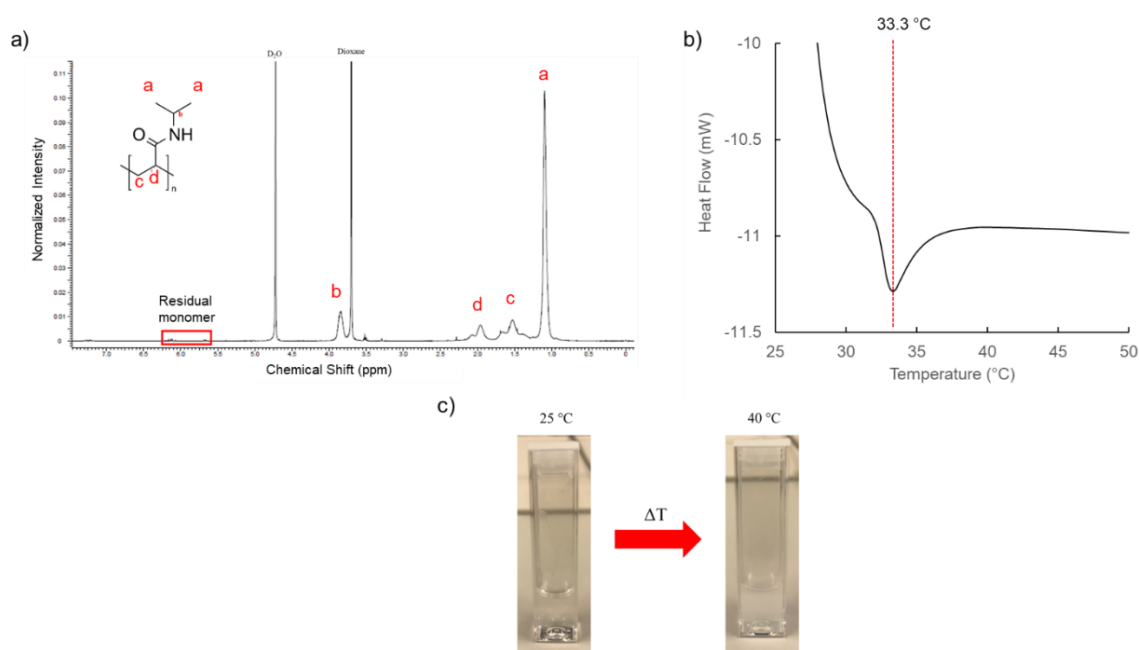 a)
D₂O
Dioxane
0.11
0.10
0.09
0.08
0.07
0.06
0.05
0.04
0.03
0.02
0.01
0
Normalized Intensity
a a
b
O NH
n
c d
Residual
monomer
b
d
c
a
7.0 6.5 6.0 5.5 5.0 4.5 4.0 3.5 3.0 2.5 2.0 1.5 1.0 0.5 0
Chemical Shift (ppm)
b)
33.3 °C
-10
-10.5
-11
-11.5
Heat Flow (mW)
25 30 35 40 45 50
Temperature (°C)
c)
25 °C
ΔT
40 °C